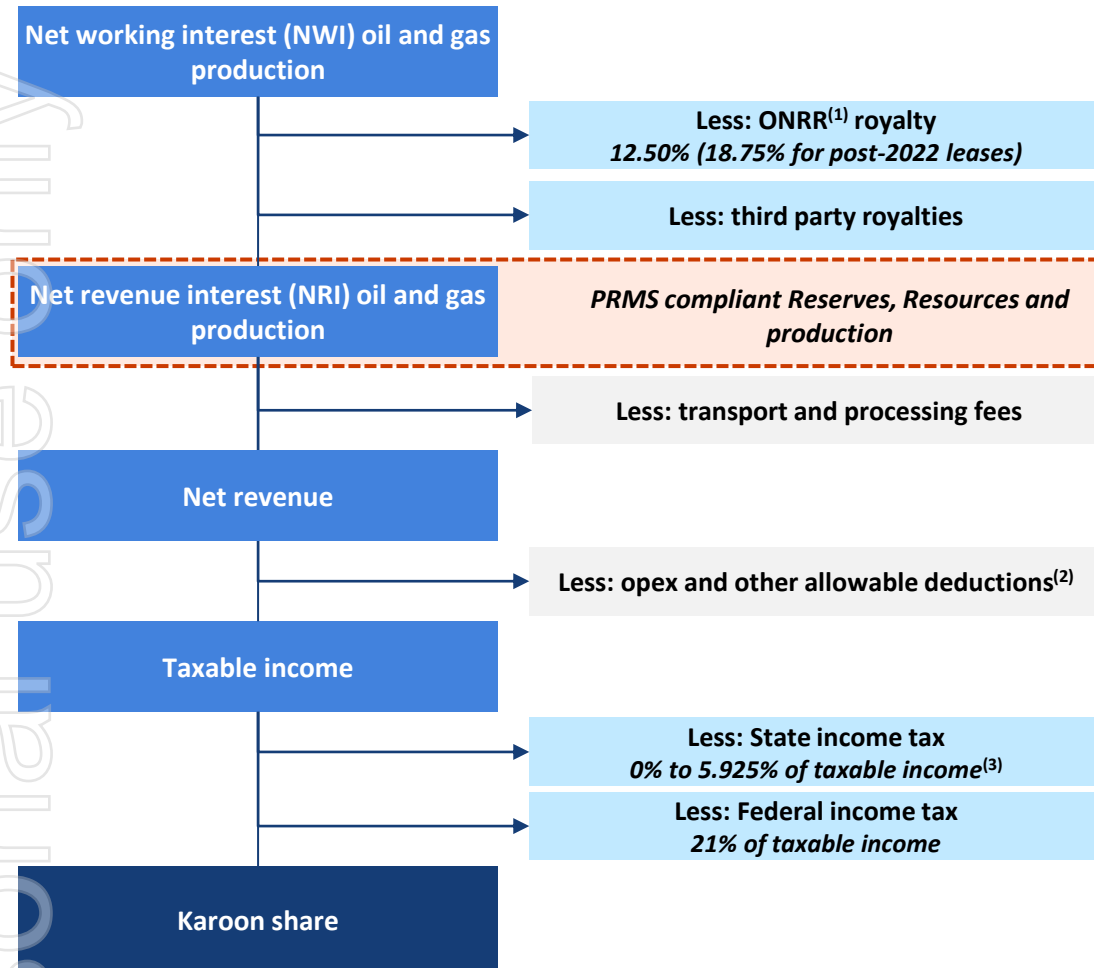 Net working interest (NWI) oil and gas
production
Less: ONRR(1) royalty
12.50% (18.75% for post-2022 leases)
Less: third party royalties
Net revenue interest (NRI) oil and gas
production
PRMS compliant Reserves, Resources and
production
Less: transport and processing fees
Net revenue
Less: opex and other allowable deductions(2)
Taxable income
Less: State income tax
0% to 5.925% of taxable income(3)
Less: Federal income tax
21% of taxable income
Karoon share